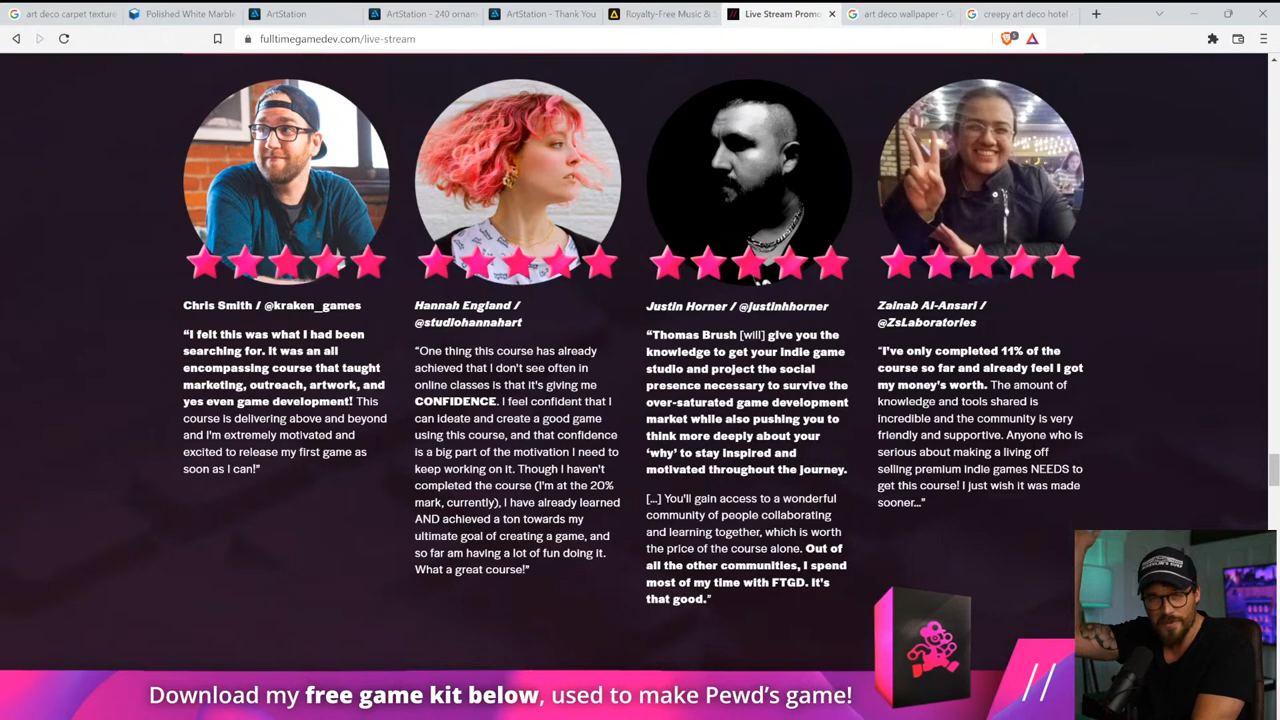 art deco carpet texture
Polished White Marble
ArtStation
ArtStation - 240 ornam
ArtStation - Thank You
Royalty-Free Music &
Live Stream Promo
art deco wallpaper - G
creepy art deco hotel -
fulltimegamedev.com/live-stream
Chris Smith / @kraken_games
“I felt this was what I had been
searching for. It was an all
encompassing course that taught
marketing, outreach, artwork, and
yes even game development! This
course is delivering above and beyond
and I'm extremely motivated and
excited to release my first game as
soon as I can!”
Hannah England /
@studiohannahart
“One thing this course has already
achieved that I don't see often in
online classes is that it's giving me
CONFIDENCE. I feel confident that I
can ideate and create a good game
using this course, and that confidence
is a big part of the motivation I need to
keep working on it. Though I haven't
completed the course (I'm at the 20%
mark, currently), I have already learned
AND achieved a ton towards my
ultimate goal of creating a game, and
so far am having a lot of fun doing it.
What a great course!”
Justin Horner / @justinhhorner
“Thomas Brush [will] give you the
knowledge to get your indie game
studio and project the social
presence necessary to survive the
over-saturated game development
market while also pushing you to
think more deeply about your
‘why’ to stay inspired and
motivated throughout the journey.
[...] You'll gain access to a wonderful
community of people collaborating
and learning together, which is worth
the price of the course alone. Out of
all the other communities, I spend
most of my time with FTGD. It's
that good.”
Zainab Al-Ansari /
@ZsLaboratories
“I've only completed 11% of the
course so far and already feel I got
my money's worth. The amount of
knowledge and tools shared is
incredible and the community is very
friendly and supportive. Anyone who is
serious about making a living off
selling premium indie games NEEDS to
get this course! I just wish it was made
sooner...”
Download my free game kit below, used to make Pewd's game!
//